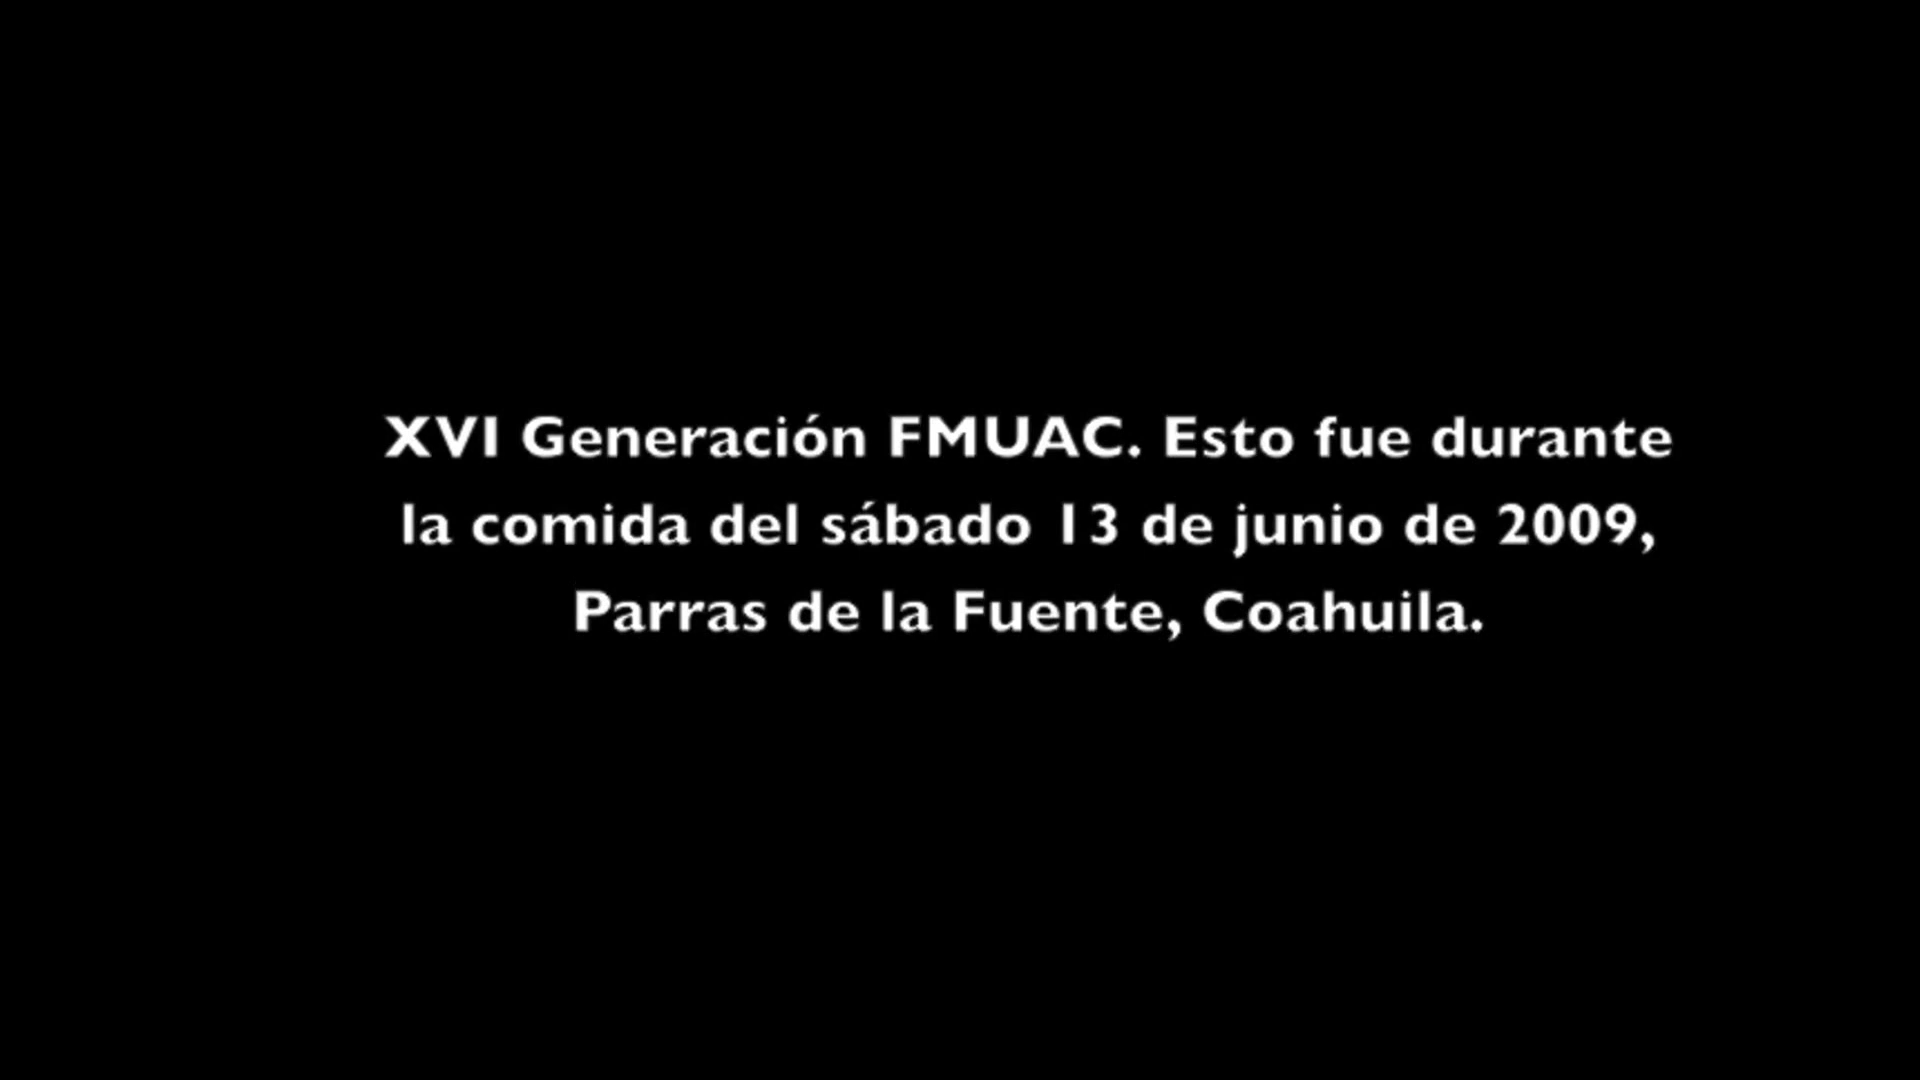 XVI Generación FMUAC. Esto fue durante
la comida del sábado 13 de junio de 2009,
Parras de la Fuente, Coahuila.